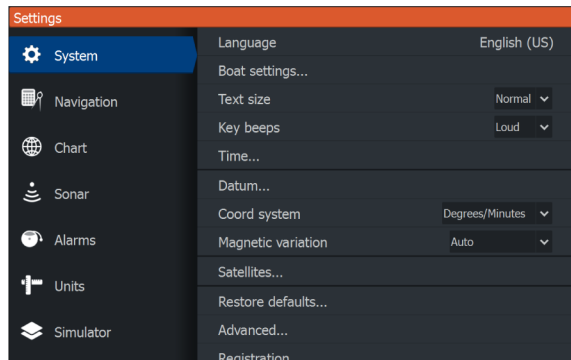 Settings
System
Navigation
Chart
Sonar
Alarms
Units
Simulator
Language English (US)
Boat settings...
Text size Normal
Key beeps Loud
Time...
Datum...
Coord system Degrees/Minutes
Magnetic variation Auto
Satellites...
Restore defaults...
Advanced...
Registration